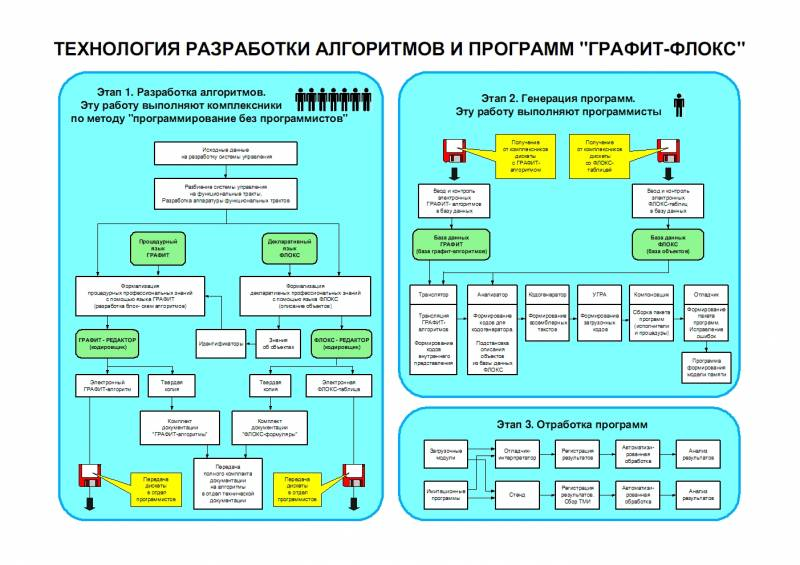 ТЕХНОЛОГИЯ РАЗРАБОТКИ АЛГОРИТМОВ И ПРОГРАММ "ГРАФИТ-ФЛОКС"
Этап 1. Разработка алгоритмов.
Эту работу выполняют комплексники
по методу "программирование без программистов"
Исходные данные
на разработку системы управления
Разбиение системы управления
на функциональные тракты.
Разработка аппаратуры функциональных трактов
Процедурный
язык
ГРАФИТ
Декларативный
язык
ФЛОКС
Формализация
процедурных профессиональных знаний
с помощью языка ГРАФИТ
(разработка блок- схем алгоритмов)
Формализация
декларативных профессиональных знаний
с помощью языка ФЛОКС
(описание объектов)
ГРАФИТ - РЕДАКТОР
(кодировщик)
Идентификаторы
Знания
об объектах
ФЛОКС - РЕДАКТОР
(кодировщик)
Электронный
ГРАФИТ-алгоритм
Твердая
копия
Твердая
копия
Электронная
ФЛОКС-таблица
Комплект
документации
"ГРАФИТ-алгоритмы"
Комплект
документации
"ФЛОКС-формуляры"
Передача
дискеты
в отдел
программистов
Передача
полного комплекта
документации
на алгоритмы
в отдел технической
документации
Передача
дискеты
в отдел
программистов
Этап 2. Генерация программ.
Эту работу выполняют программисты
Получение
от комплексников
дискеты
с ГРАФИТ-
алгоритмом
Получение
от комплексников
дискеты
со ФЛОКС-
таблицей
Ввод и контроль
электронных
ГРАФИТ- алгоритмов
в базу данных
Ввод и контроль
электронных
ФЛОКС-таблиц
в базу данных
База данных
ГРАФИТ
(база графит-алгоритмов)
База данных
ФЛОКС
(база объектов)
Транслятор
Трансляция
ГРАФИТ-
алгоритмов
Формирование
кодов
внутреннего
представления
Анализатор
Формирование
кодов для
кодогенератора.
Подстановка
описания
объектов
из базы данных
ФЛОКС
Кодогенератор
Формирование
ассемблерных
текстов
УГРА
Формирование
загрузочных
кодов
Компоновщик
Сборка пакета
программ
(исполнители
и процедуры)
Отладчик
Формирование
пакета
программ.
Исправление
ошибок
Программа
формирования
модели памяти
Этап 3. Отработка программ
Загрузочные
модули
Отладчик-
интерпретатор
Регистрация
результатов
Автоматизи-
рованная
обработка
Анализ
результатов
Имитационные
программы
Стенд
Регистрация
результатов.
Сбор ТМИ
Автоматизи-
рованная
обработка
Анализ
результатов